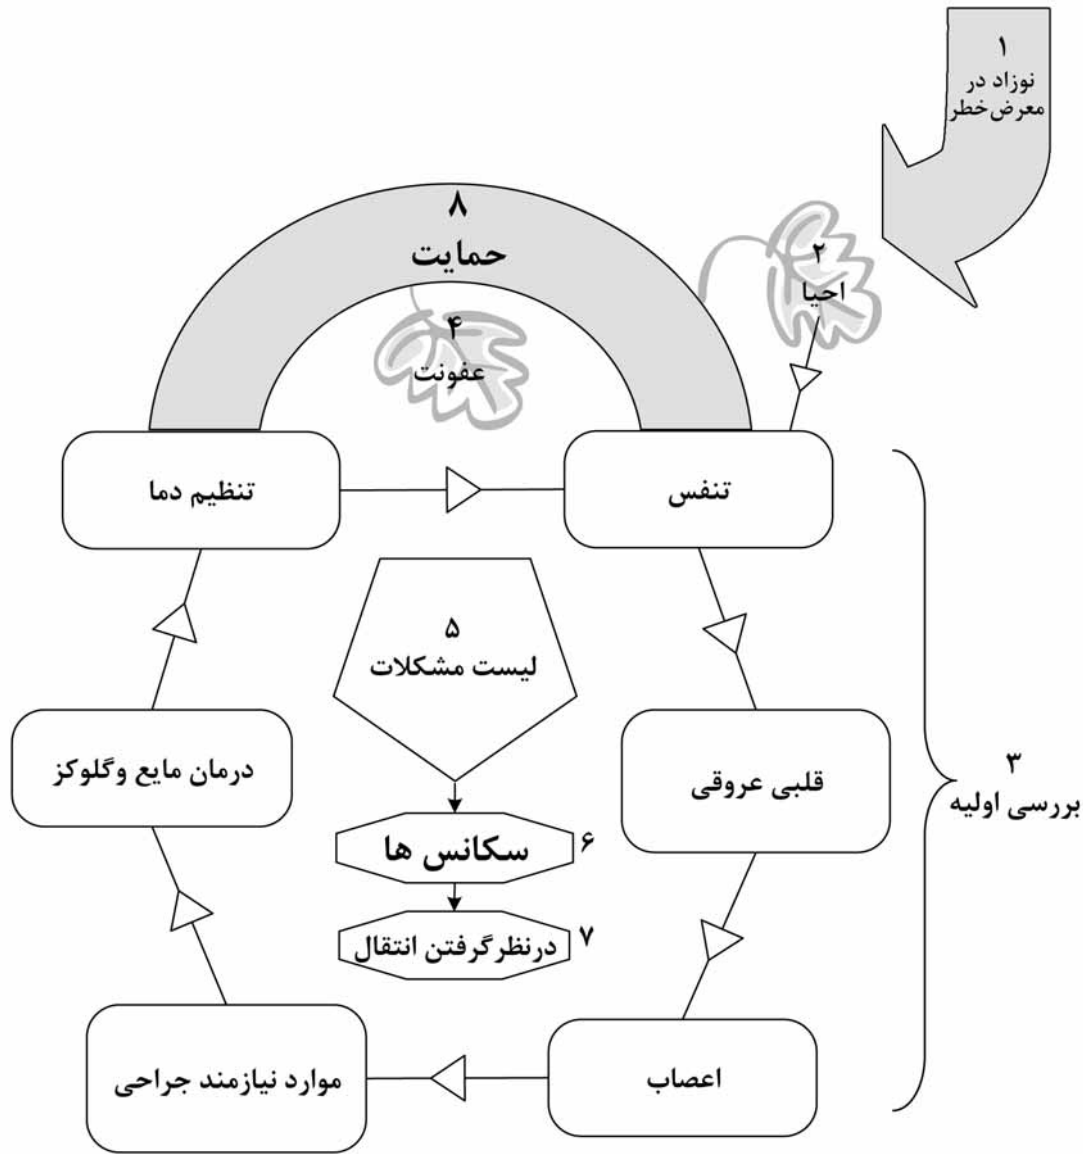 ۱
نوزاد در
معرض خطر
۲
احیا
۸
حمایت
۴
عفونت
تنفس
تنظیم دما
۵
لیست مشکلات
قلبی عروقی
درمان مایع وگلوکز
۳
بررسی اولیه
۶
سکانس ها
۷
درنظرگرفتن انتقال
اعصاب
موارد نیازمند جراحی